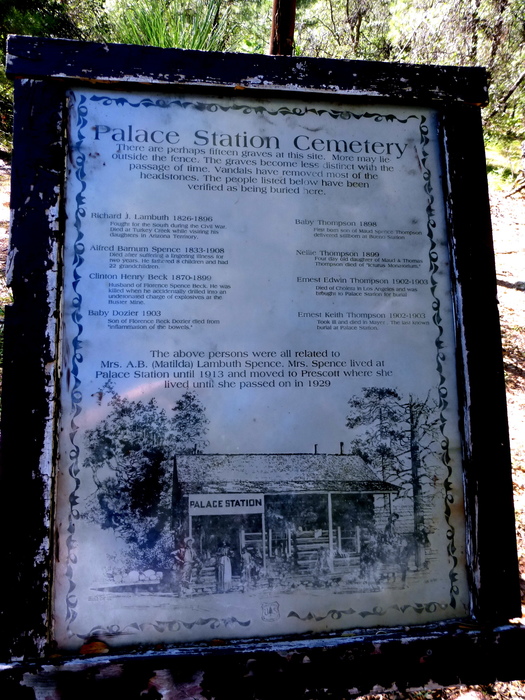 Palace Station Cemetery
There are perhaps fifteen graves at this site. More may lie
outside the fence. The graves become less distinct with the
passage of time. Vandals have removed most of the
headstones. The people listed below have been
verified as being buried here.
Richard J. Lambuth 1826-1896
Fought for the south during the Civil War.
Died at Turkey Creek while visiting his
daughters in Arizona Territory.
Alfred Barnum Spence 1833-1908
Died after suffering a lingering illness for
two years. He fathered 8 children and had
22 grandchildren.
Clinton Henry Beck 1870-1899
Husband of Florence Spence Beck. He was
killed when he accidentally drilled into an
undetonated charge of explosives at the
Mine.
Baby Dozier 1903
Son of Florence Beck Dozier died from
"inflammation of the bowels."
Baby Thompson 1898
First born son of Maud Spence Thompson
delivered stillborn at
Nellie Thompson 1899
Four day old daughter of Maud & Thomas
Thompson died of
Ernest Edwin Thompson 1902-1903
Died of Cholera in Los Angeles and was
brought to Palace Station for burial.
Ernest Keith Thompson 1902-1903
Took ill and died in Mayer. The last known
burial at Palace Station.
The above persons were all related to
Mrs. A.B. (Matilda) Lambuth Spence. Mrs. Spence lived at
Palace Station until 1913 and moved to Prescott where she
lived until she passed on in 1929
PALACE STATION